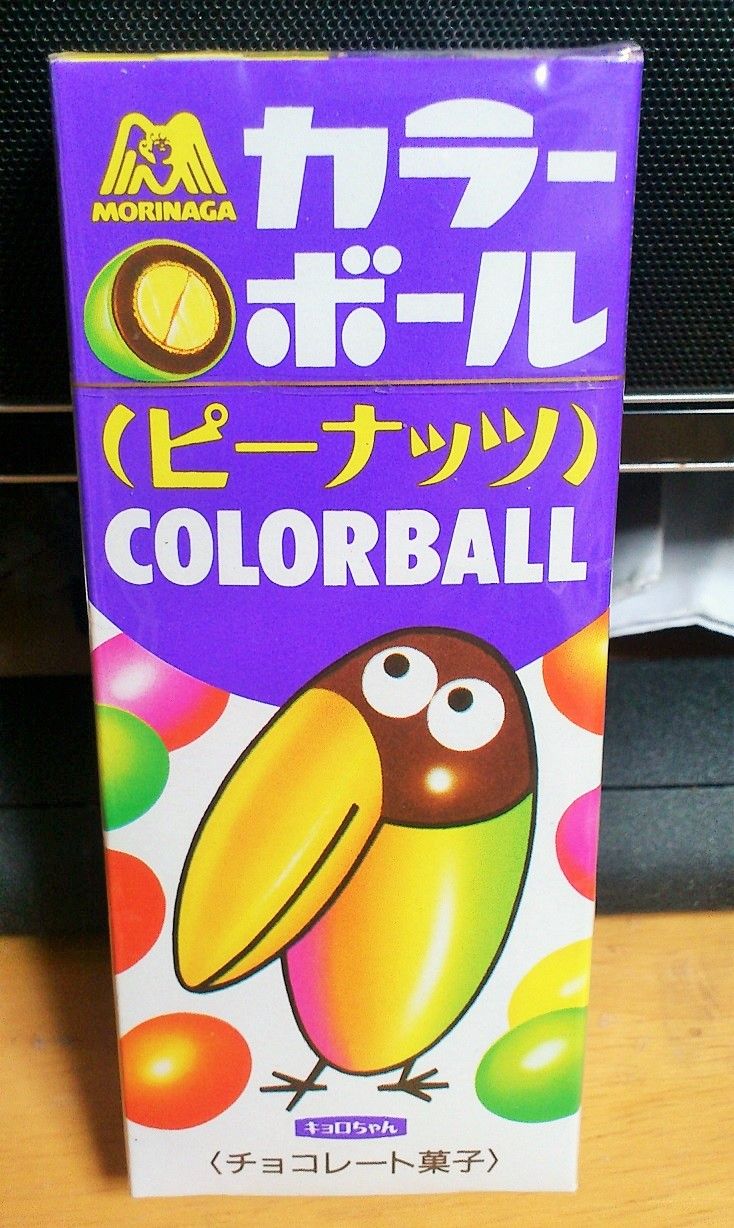 MORINAGA
カラー
ボール
(ピーナッツ)
COLORBALL
キョロちゃん
〈チョコレート菓子〉